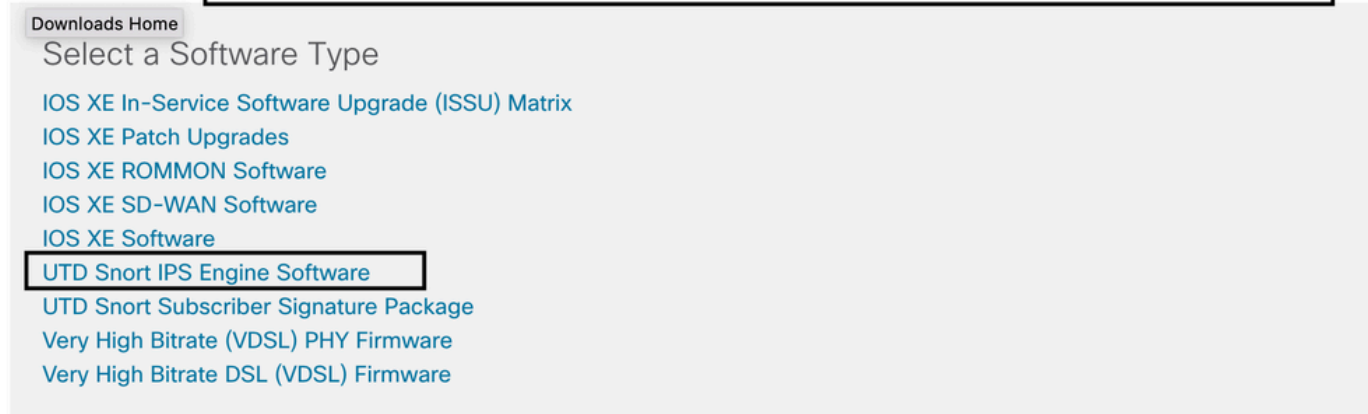 Downloads Home
Select a Software Type
IOS XE In-Service Software Upgrade (ISSU) Matrix
IOS XE Patch Upgrades
IOS XE ROMMON Software
IOS XE SD-WAN Software
IOS XE Software
UTD Snort IPS Engine Software
UTD Snort Subscriber Signature Package
Very High Bitrate (VDSL) PHY Firmware
Very High Bitrate DSL (VDSL) Firmware